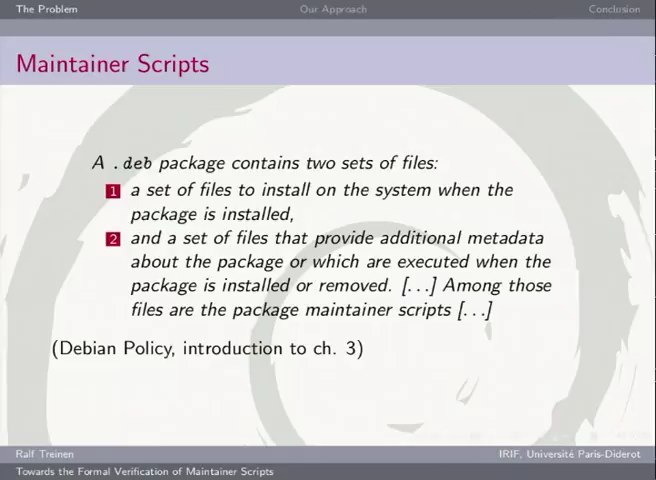 The Problem
Our Approach
Conclusion
Maintainer Scripts
A .deb package contains two sets of files:
1 a set of files to install on the system when the
package is installed,
2 and a set of files that provide additional metadata
about the package or which are executed when the
package is installed or removed. [...] Among those
files are the package maintainer scripts [...]
(Debian Policy, introduction to ch. 3)
Ralf Treinen
IRIF, Université Paris-Diderot
Towards the Formal Verification of Maintainer Scripts